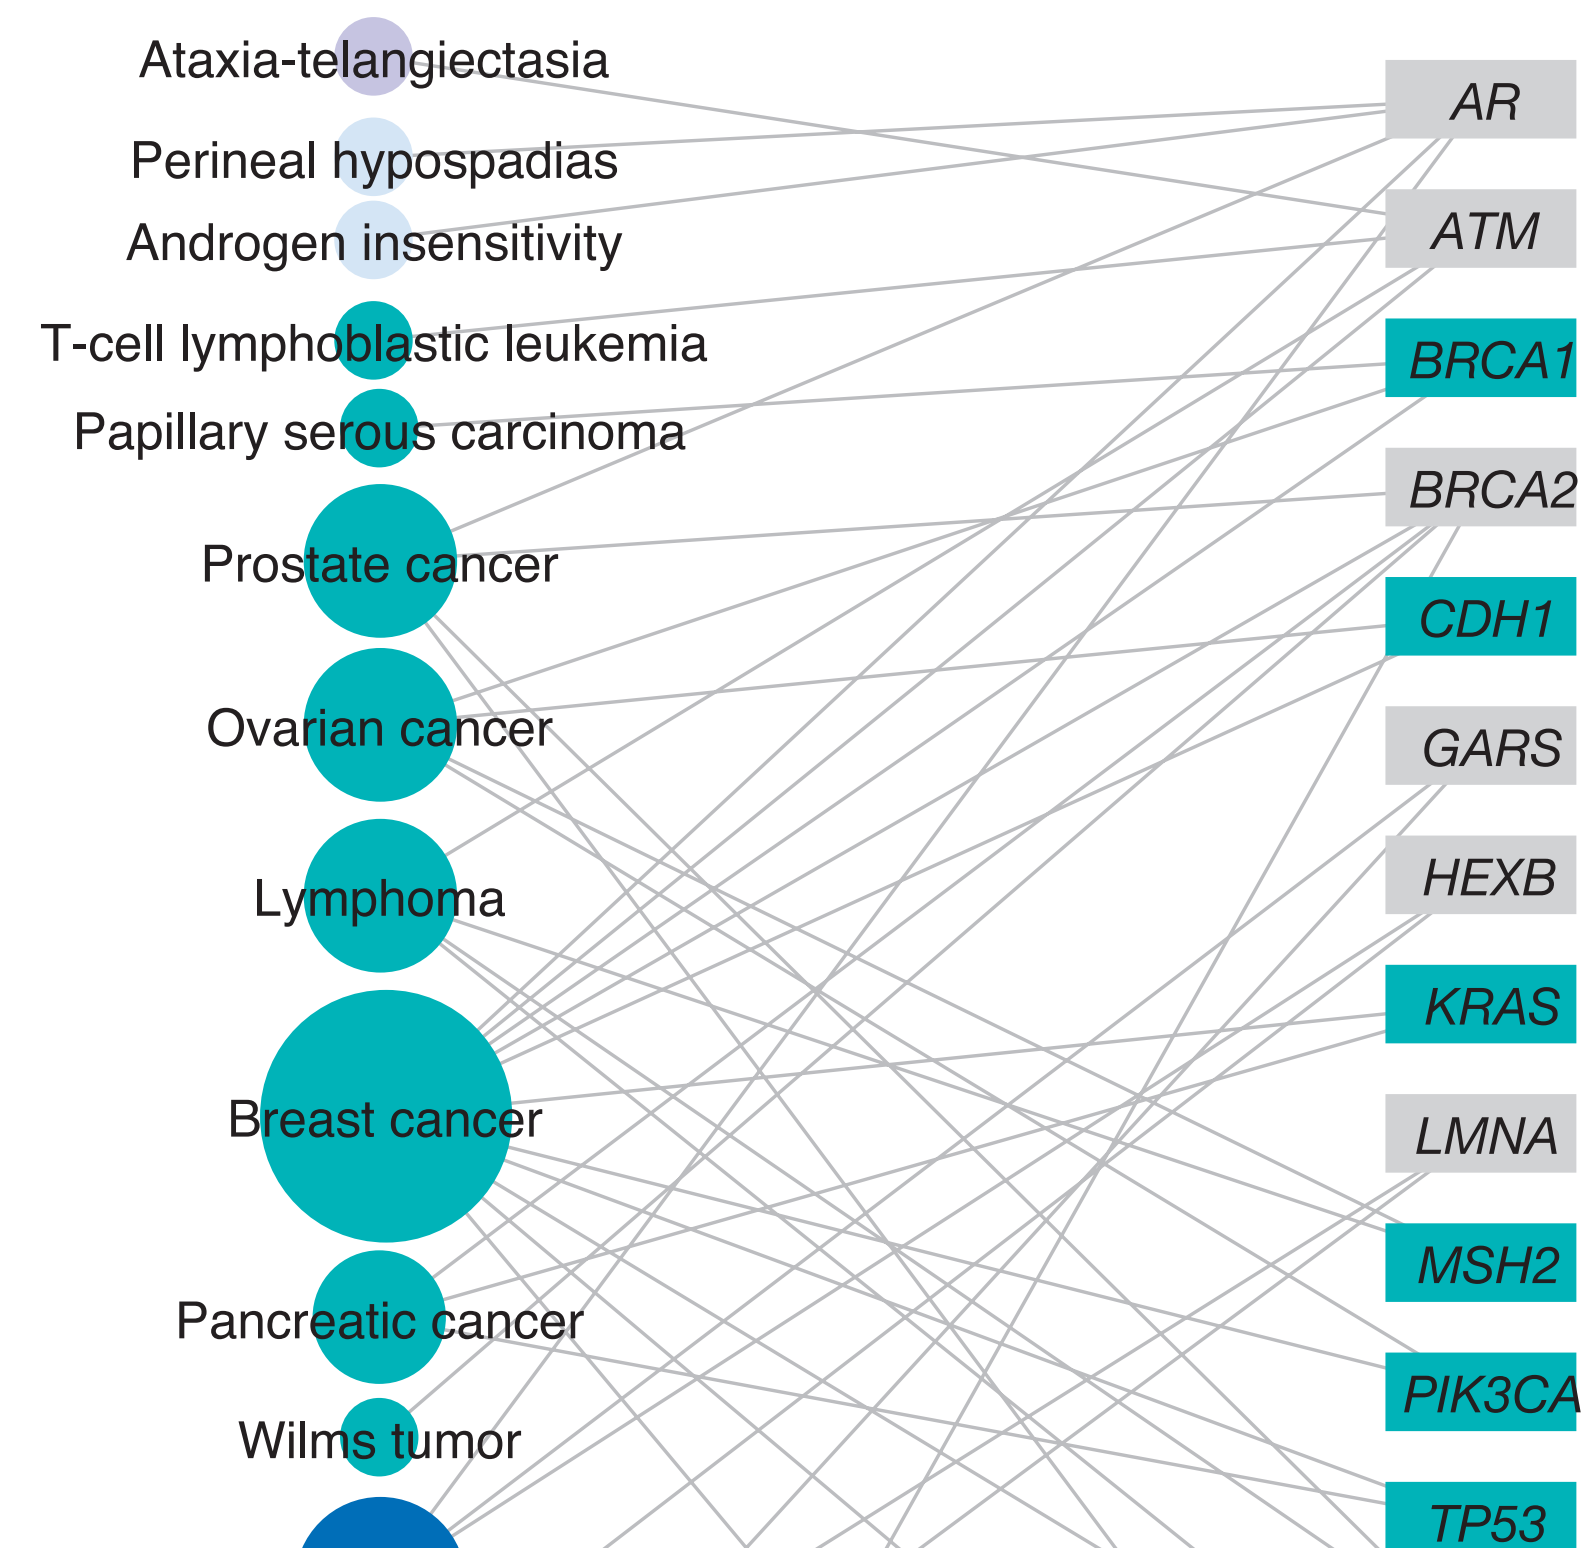 Ataxia-telangiectasia
Perineal hypospadias
Androgen insensitivity
T-cell lymphoblastic leukemia
Papillary serous carcinoma
Prostate cancer
Ovarian cancer
Lymphoma
Breast cancer
Pancreatic cancer
Wilms tumor
AR
ATM
BRCA1
BRCA2
CDH1
GARS
HEXB
KRAS
LMNA
MSH2
PIK3CA
TP53